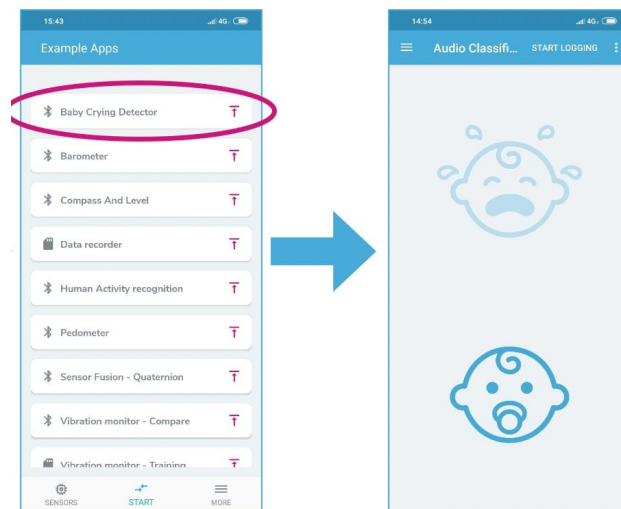 15:43
4G
Example Apps
Baby Crying Detector
Barometer
Compass And Level
Data recorder
Human Activity recognition
Pedometer
Sensor Fusion - Quaternion
Vibration monitor - Compare
Vibration monitor - Training
SENSORS
START
MORE
14:54
4G
Audio Classifi...
START LOGGING